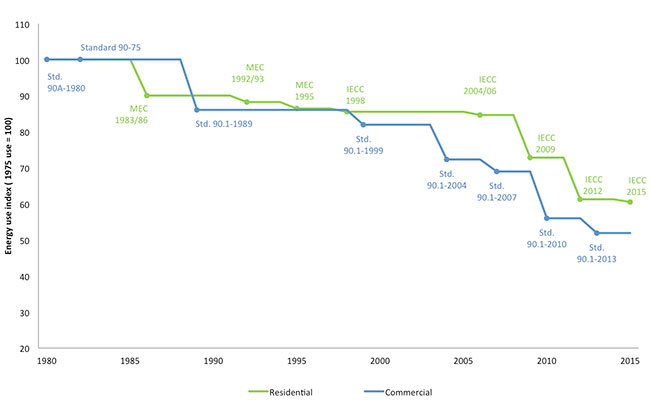 110
100
90
80
70
60
50
40
30
20
Energy use index ( 1975 use = 100)
Standard 90-75
Std.
90A-1980
MEC
1983/86
Std. 90.1-1989
MEC
1992/93
MEC
1995
IECC
1998
Std.
90.1-1999
IECC
2004/06
Std.
90.1-2004
Std.
90.1-2007
IECC
2009
Std.
90.1-2010
IECC
2012
Std.
90.1-2013
IECC
2015
1980
1985
1990
1995
2000
2005
2010
2015
Residential
Commercial